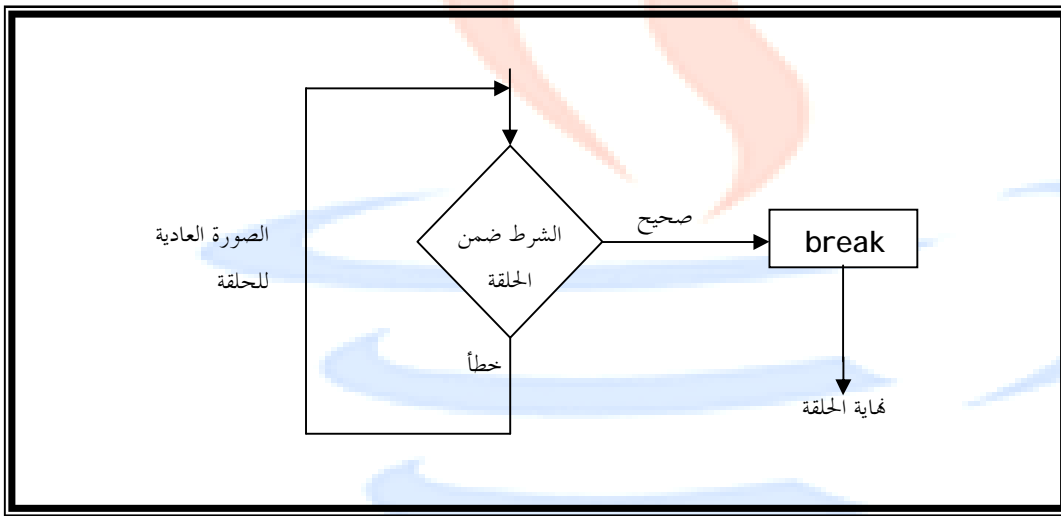 صحيح
break
الشرط ضمن
الحلقة
الصورة العادية
للحلقة
خطأ
نهاية الحلقة